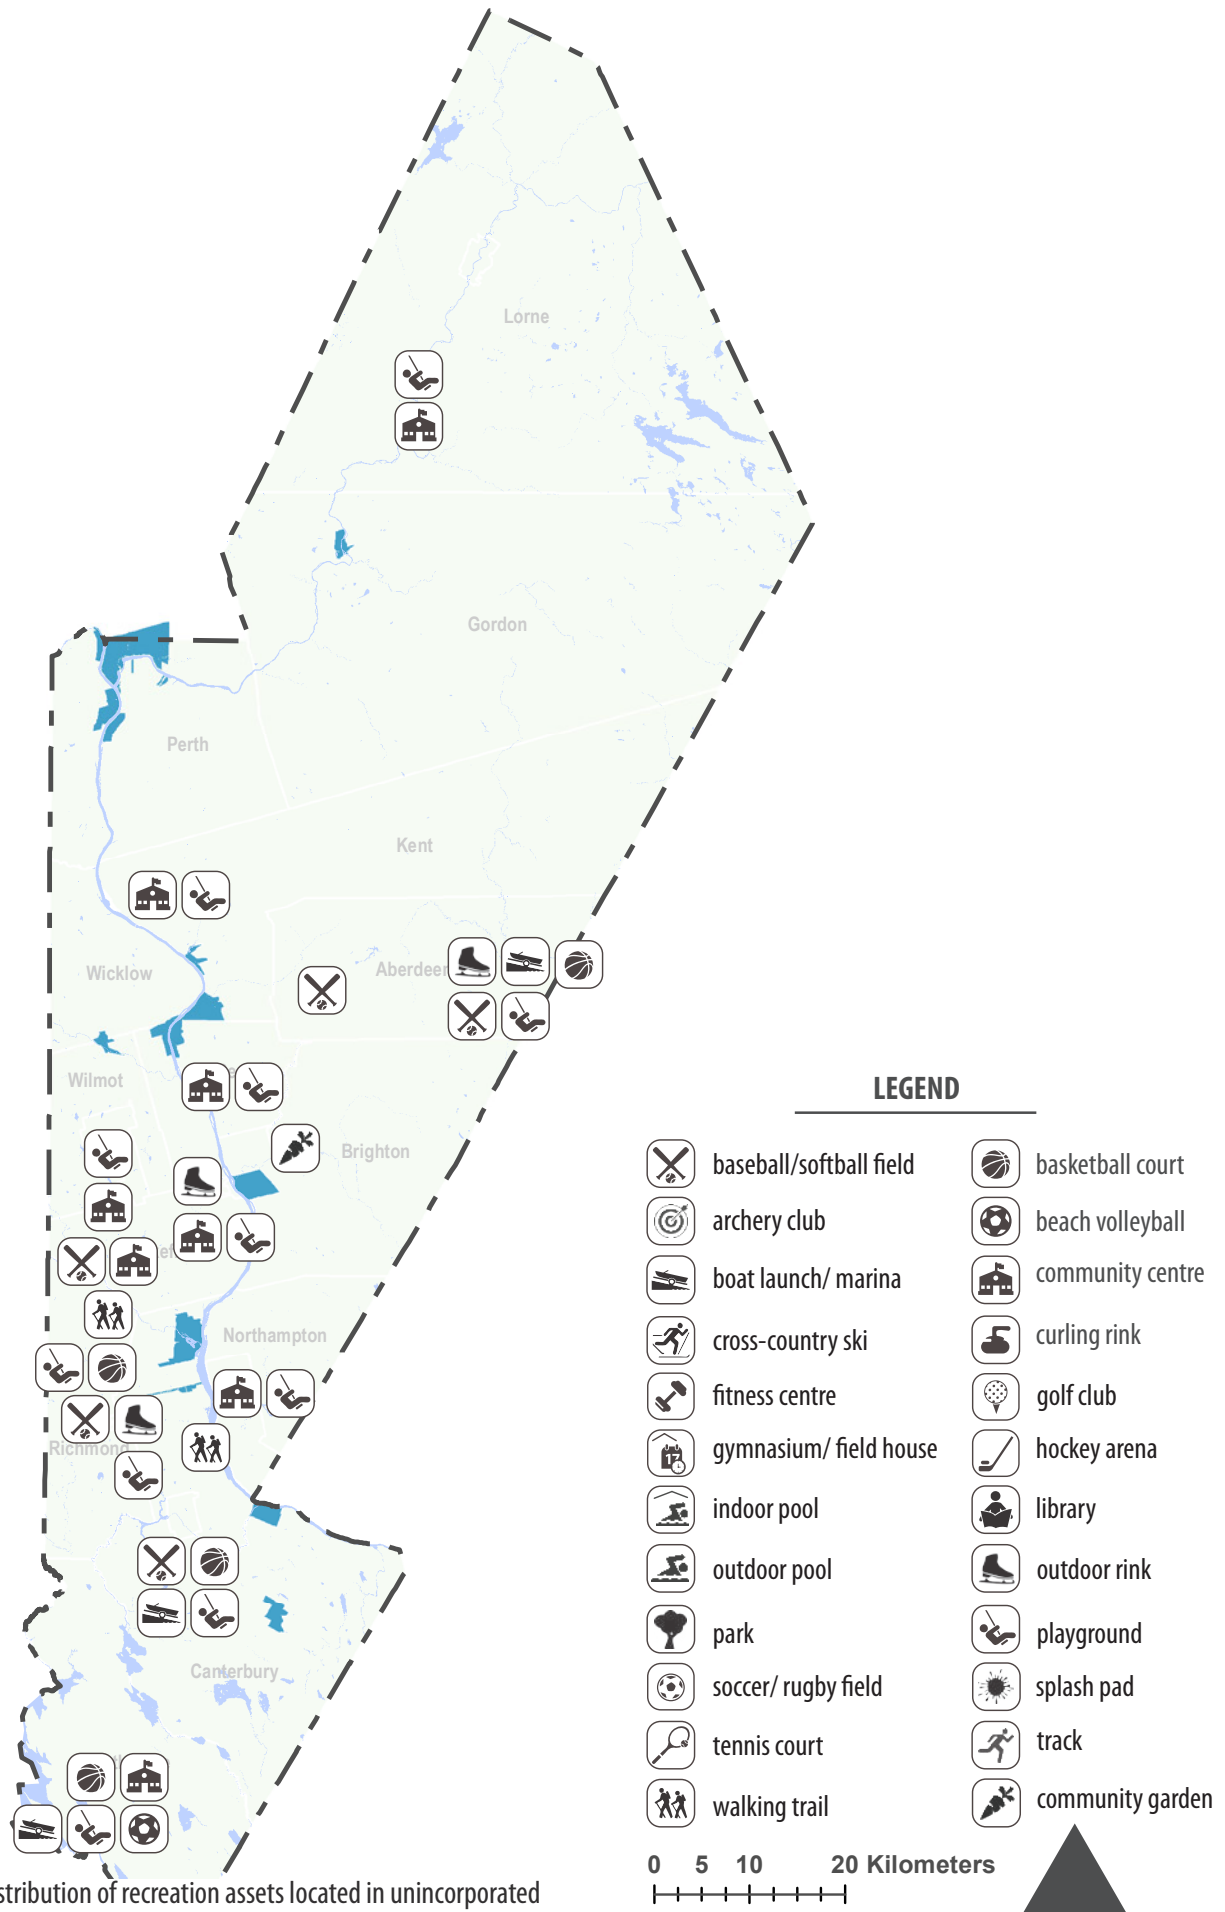 Lorne
Gordon
Perth
Kent
Wicklow
Aberdeen
Wilmot
Brighton
Northampton
Richmond
Canterbury
LEGEND
baseball/softball field
archery club
boat launch/ marina
cross-country ski
fitness centre
gymnasium/ field house
indoor pool
outdoor pool
park
soccer/ rugby field
tennis court
walking trail
basketball court
beach volleyball
community centre
curling rink
golf club
hockey arena
library
outdoor rink
playground
splash pad
track
community garden
0 5 10 20 Kilometers
stribution of recreation assets located in unincorporated